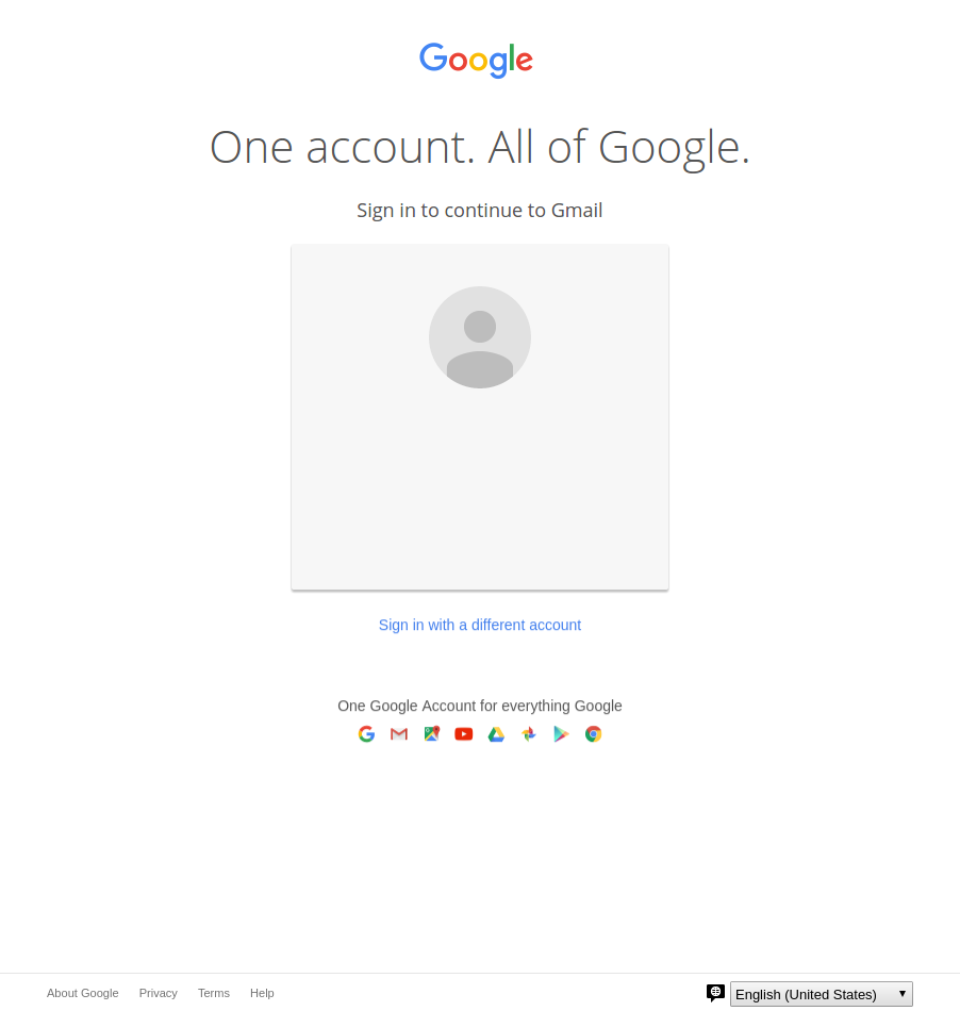 Google
One account. All of Google.
Sign in to continue to Gmail
Sign in with a different account
One Google Account for everything Google
About Google Privacy Terms Help English (United States)